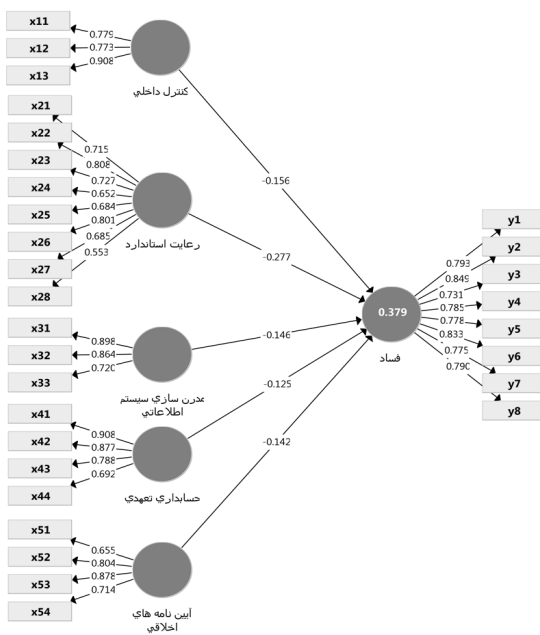 x11
x12
x13
0.779
0.773
0.908
کنترل داخلي
x21
x22
x23
x24
x25
x26
x27
x28
0.715
0.808
0.727
0.652
0.684
0.801
0.685
0.553
رعايت استاندارد
x31
x32
x33
0.898
0.864
0.720
مدرن سازي سيستم
اطلاعاتي
x41
x42
x43
x44
0.908
0.877
0.788
0.692
حسابداري تعهدي
x51
x52
x53
x54
0.655
0.804
0.878
0.714
آيين نامه هاي
اخلاقي
-0.156
-0.277
-0.146
-0.125
-0.142
0.379
فساد
0.793
0.849
0.731
0.785
0.778
0.833
0.775
0.790
y1
y2
y3
y4
y5
y6
y7
y8